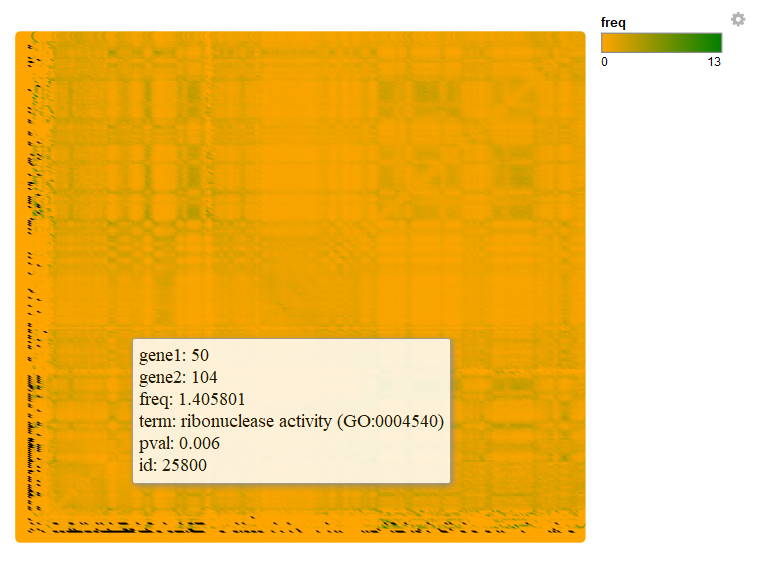 freq
0 13
gene1: 50
gene2: 104
freq: 1.405801
term: ribonuclease activity (GO:0004540)
pval: 0.006
id: 25800